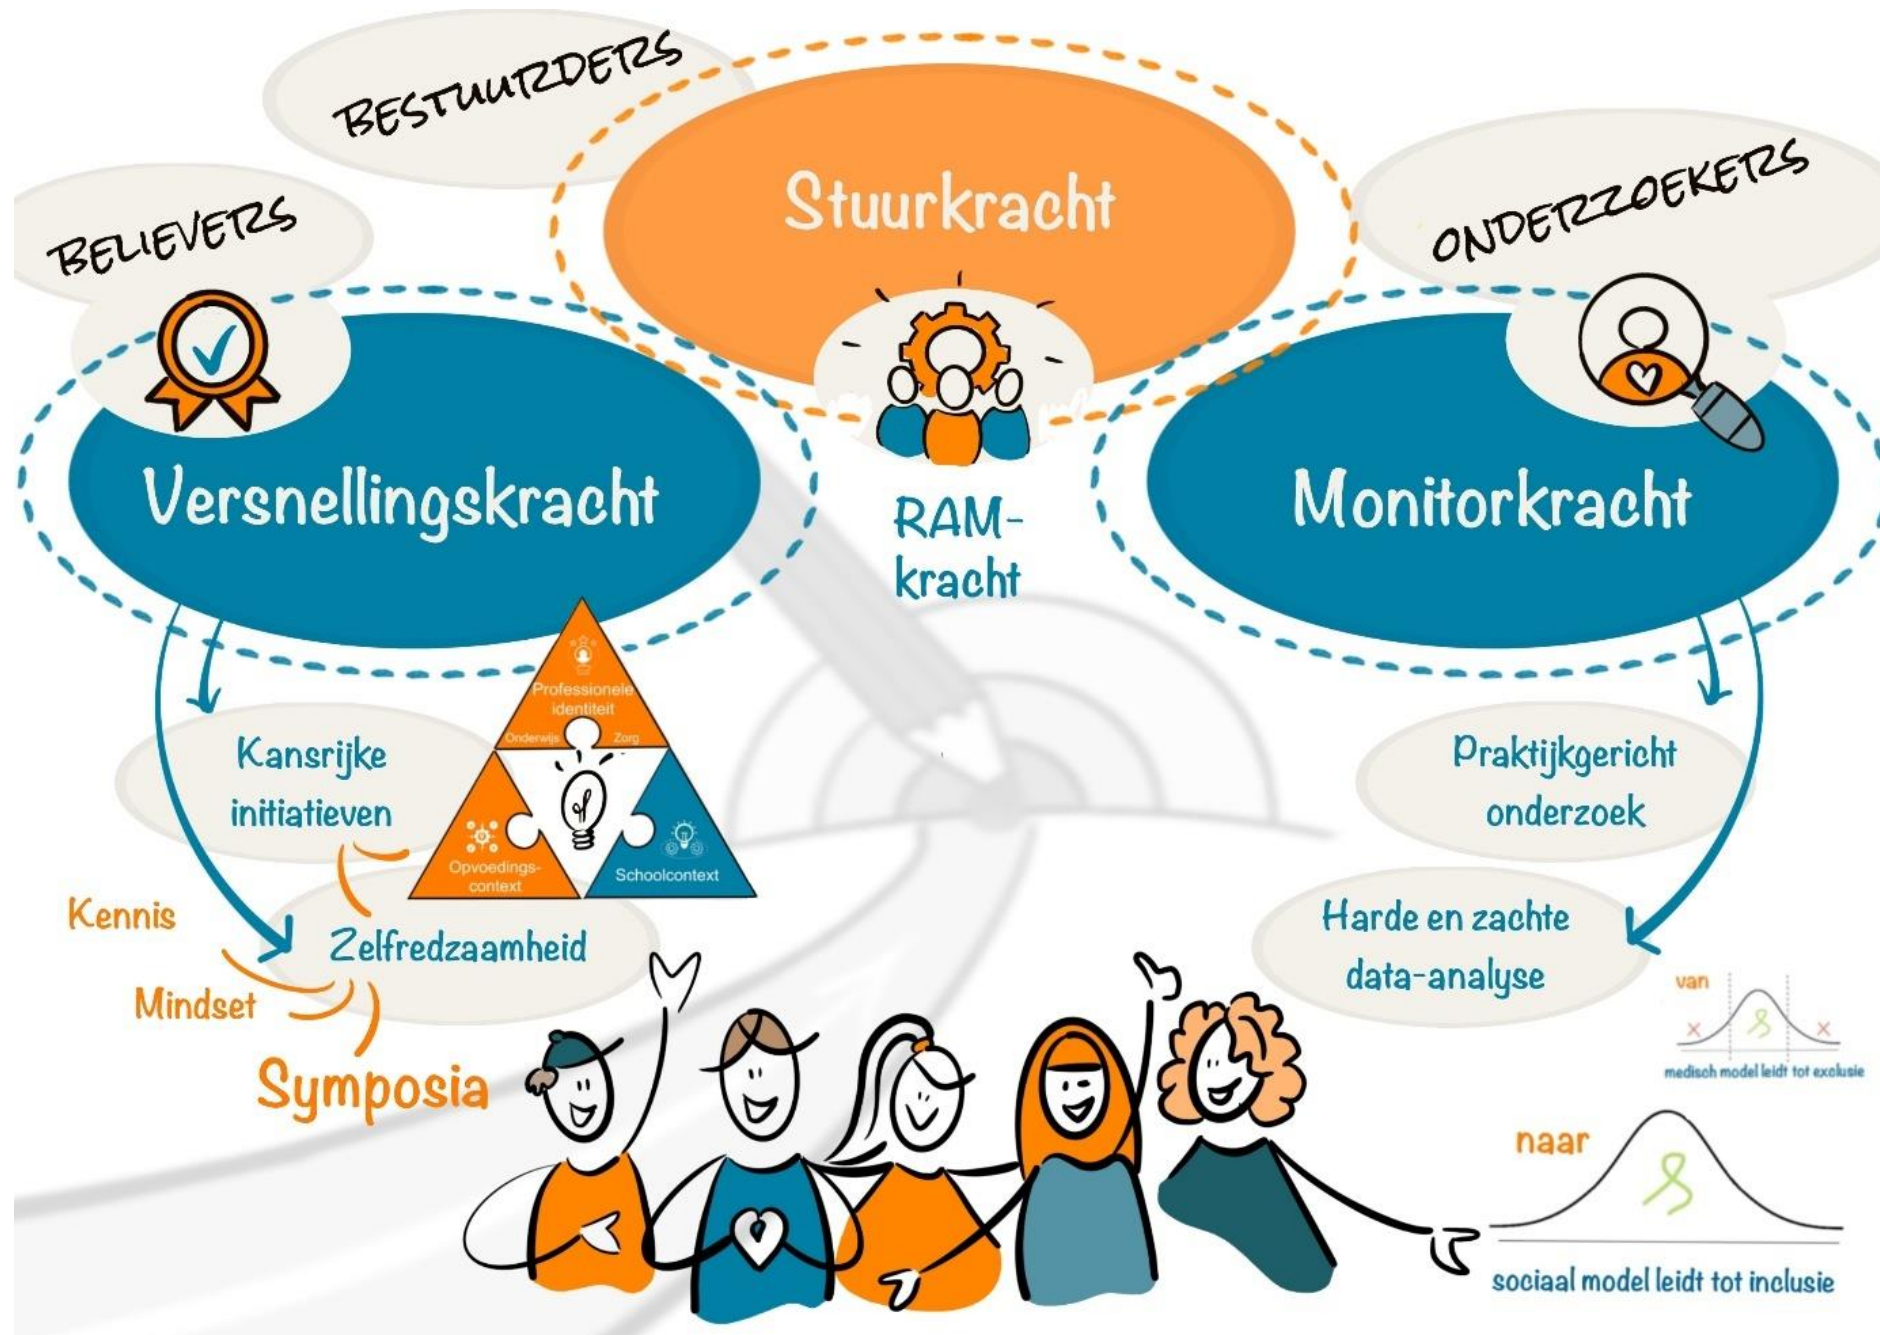 BESTUURDERS
BELIEVERS
ONDERZOEKERS
Stuurkracht
Versnellingskracht
RAM-
kracht
Monitorkracht
Professionele
identiteit
Onderwijs
Zorg
Opvoedings-
context
Schoolcontext
Kansrijke
initiatieven
Zelfredzaamheid
Kennis
Mindset
Symposia
Praktijkgericht
onderzoek
Harde en zachte
data-analyse
van
medisch model leidt tot exclusie
naar
sociaal model leidt tot inclusie